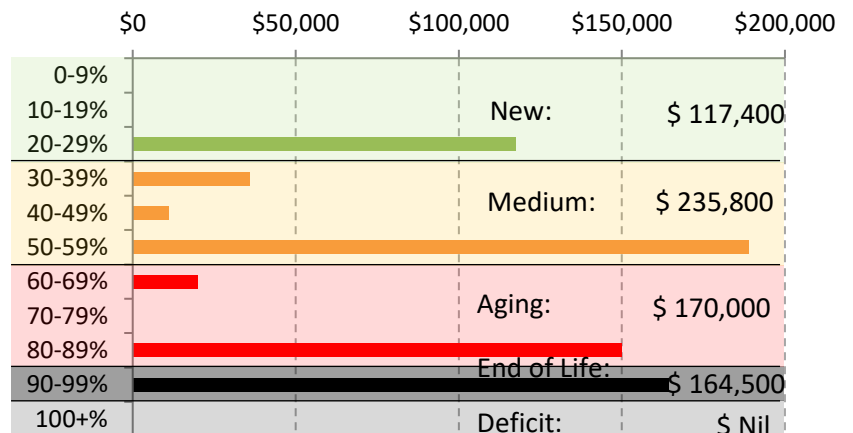 $0 $50,000 $100,000 $150,000 $200,000
0-9%
10-19% New: $ 117,400
20-29%
30-39%
40-49% Medium: $ 235,800
50-59%
60-69%
70-79% Aging: $ 170,000
80-89%
End of Life:
90-99% $ 164,500
100+% Deficit: $ Nil